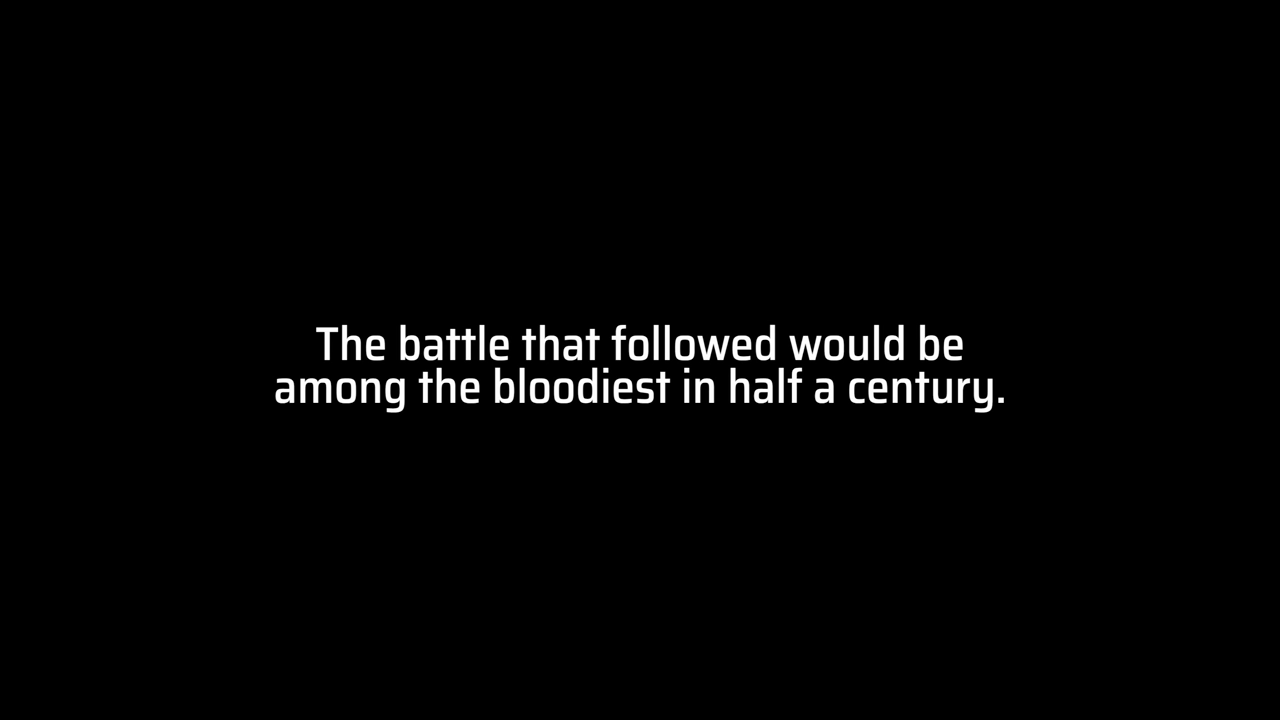 The battle that followed would be
among the bloodiest in half a century.